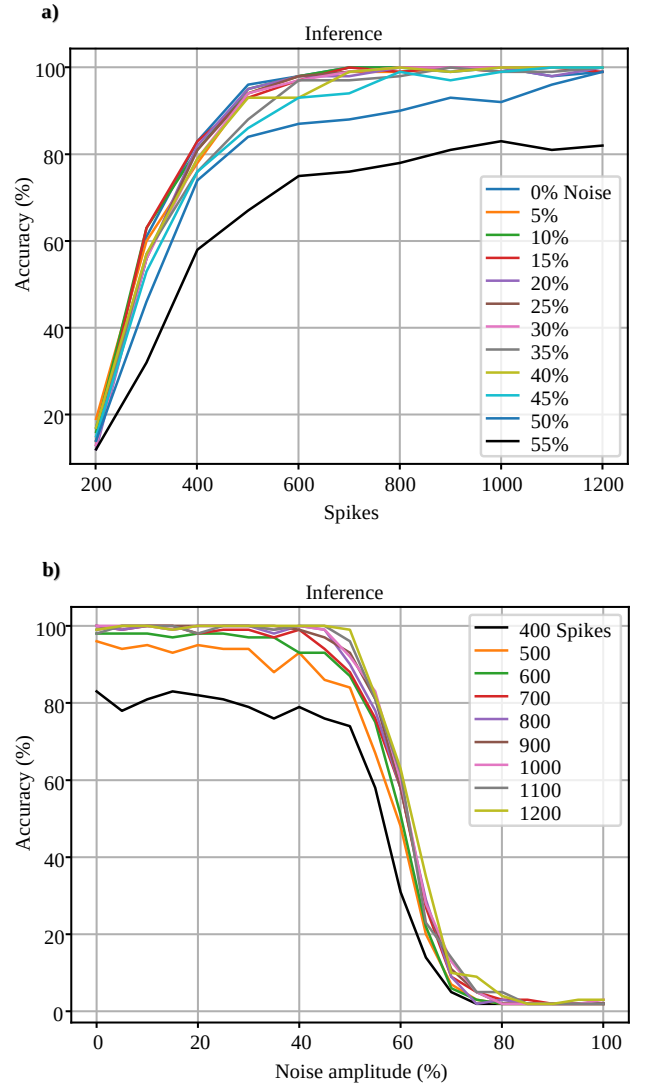 a)
Inference
100
80
60
40
20
Accuracy (%)
0% Noise
5%
10%
15%
20%
25%
30%
35%
40%
45%
50%
55%
200 400 600 800 1000 1200
Spikes
b)
Inference
100
80
60
40
20
0
Accuracy (%)
400 Spikes
500
600
700
800
900
1000
1100
1200
0 20 40 60 80 100
Noise amplitude (%)